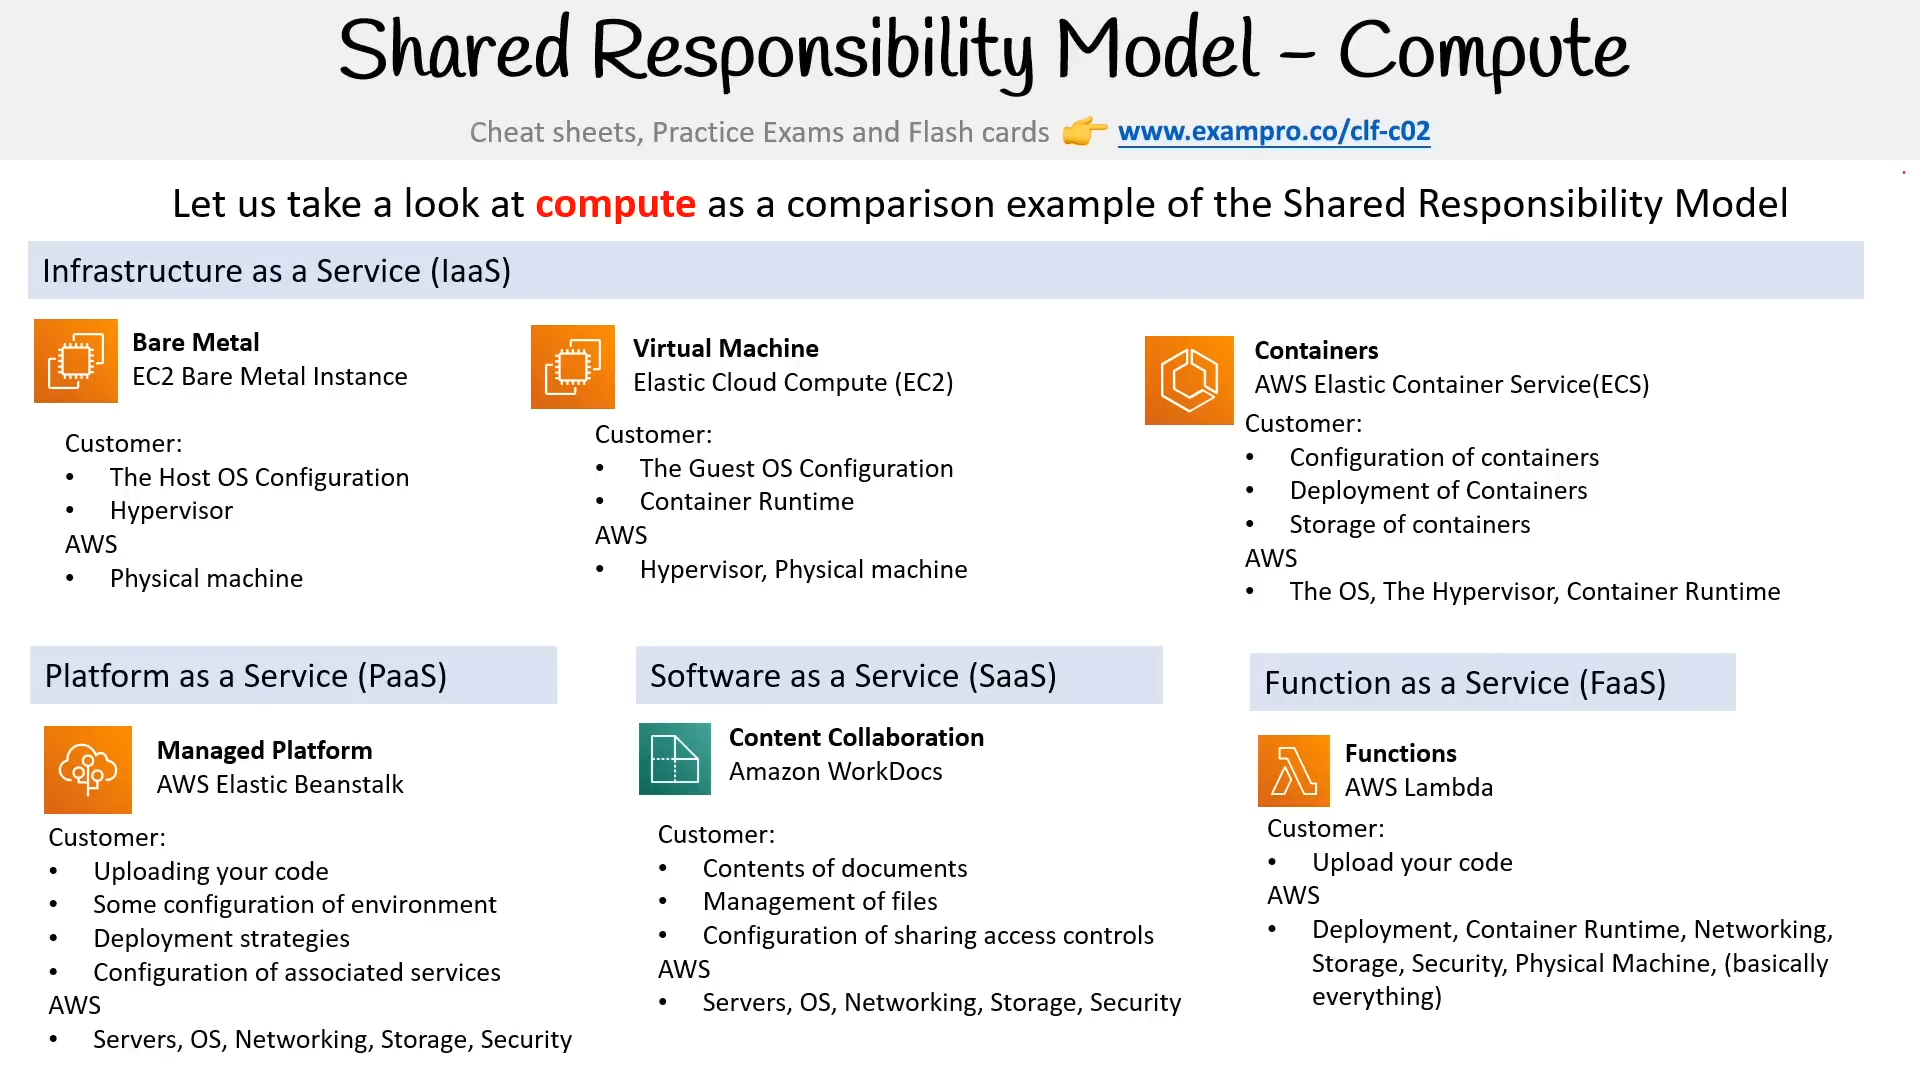 Shared Responsibility Model – Compute
Cheat sheets, Practice Exams and Flash cards 👉 www.exampro.co/clf-c02
Let us take a look at compute as a comparison example of the Shared Responsibility Model
Infrastructure as a Service (IaaS)
Bare Metal
EC2 Bare Metal Instance
Customer:
• The Host OS Configuration
• Hypervisor
AWS
• Physical machine
Virtual Machine
Elastic Cloud Compute (EC2)
Customer:
• The Guest OS Configuration
• Container Runtime
AWS
• Hypervisor, Physical machine
Containers
AWS Elastic Container Service(ECS)
Customer:
• Configuration of containers
• Deployment of Containers
• Storage of containers
AWS
• The OS, The Hypervisor, Container Runtime
Platform as a Service (PaaS)
Managed Platform
AWS Elastic Beanstalk
Customer:
• Uploading your code
• Some configuration of environment
• Deployment strategies
• Configuration of associated services
AWS
• Servers, OS, Networking, Storage, Security
Software as a Service (SaaS)
Content Collaboration
Amazon WorkDocs
Customer:
• Contents of documents
• Management of files
• Configuration of sharing access controls
AWS
• Servers, OS, Networking, Storage, Security
Function as a Service (FaaS)
Functions
AWS Lambda
Customer:
• Upload your code
AWS
• Deployment, Container Runtime, Networking,
Storage, Security, Physical Machine, (basically
everything)